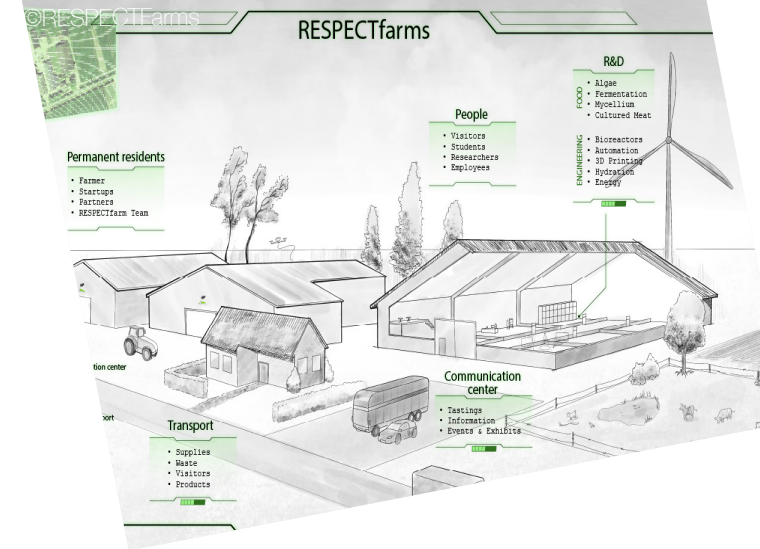 ©RESPECTFarms
RESPECTfarms
R&D
FOOD
• Algae
• Fermentation
• Mycellium
• Cultured Meat
ENGINEERING
• Bioreactors
• Automation
• 3D Printing
• Hydration
• Energy
People
• Visitors
• Students
• Researchers
• Employees
Permanent residents
• Farmer
• Startups
• Partners
• RESPECTfarm Team
tion center
port
Communication
center
• Tastings
• Information
• Events & Exhibits
Transport
• Supplies
• Waste
• Visitors
• Products